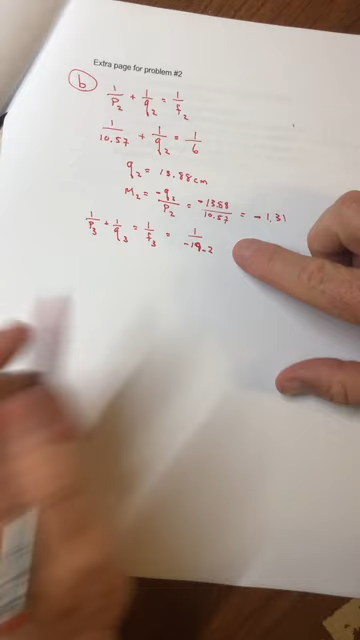 Extra page for problem #2
b
1/P₂ + 1/q₂ = 1/f₂
1/10.57 + 1/q₂ = 1/6
q₂ = 13.88 cm
M₂ = -q₂/P₂ = -13.88/10.57 = -1.31
1/P₃ + 1/q₃ = 1/f₃ = 1/-19.2